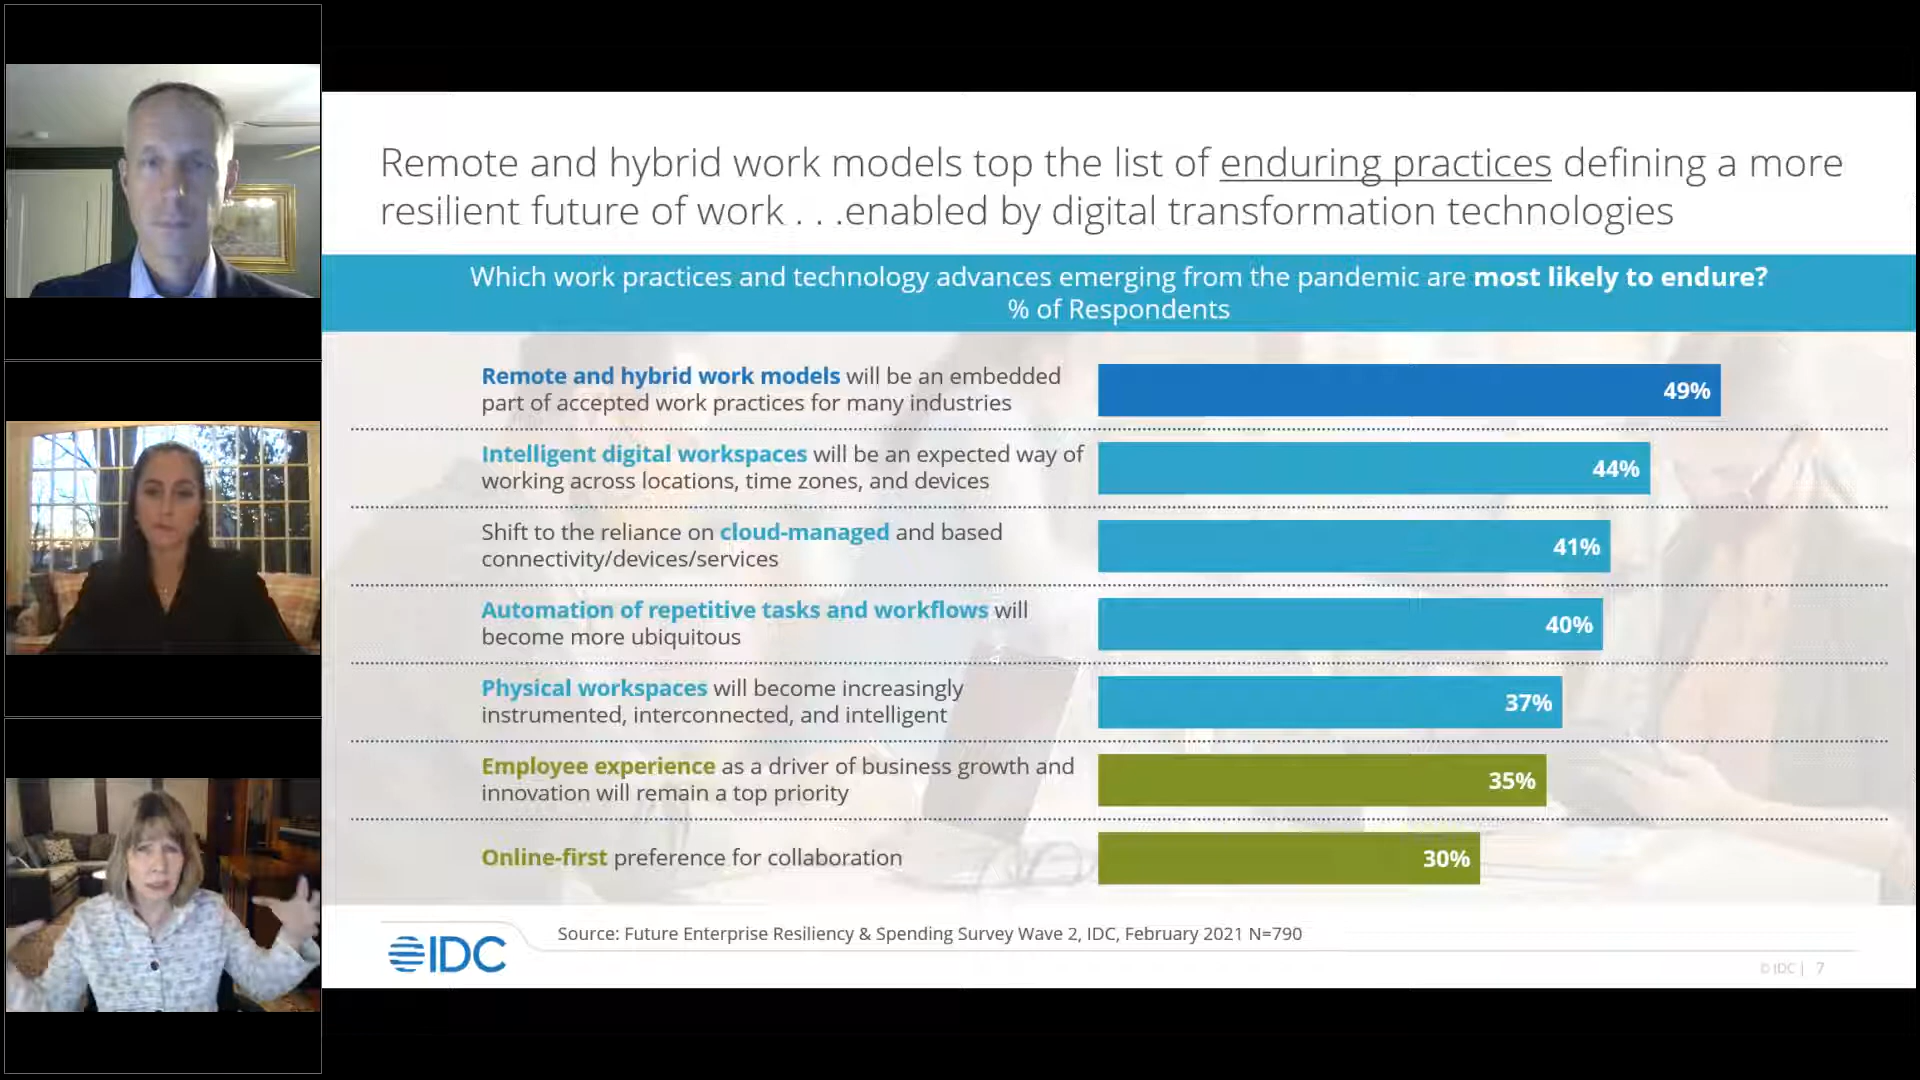 Remote and hybrid work models top the list of enduring practices defining a more
resilient future of work . . .enabled by digital transformation technologies
Which work practices and technology advances emerging from the pandemic are most likely to endure?
% of Respondents
Remote and hybrid work models will be an embedded
part of accepted work practices for many industries
49%
Intelligent digital workspaces will be an expected way of
working across locations, time zones, and devices
44%
Shift to the reliance on cloud-managed and based
connectivity/devices/services
41%
Automation of repetitive tasks and workflows will
become more ubiquitous
40%
Physical workspaces will become increasingly
instrumented, interconnected, and intelligent
37%
Employee experience as a driver of business growth and
innovation will remain a top priority
35%
Online-first preference for collaboration
30%
IDC
Source: Future Enterprise Resiliency & Spending Survey Wave 2, IDC, February 2021 N=790
© IDC | 7